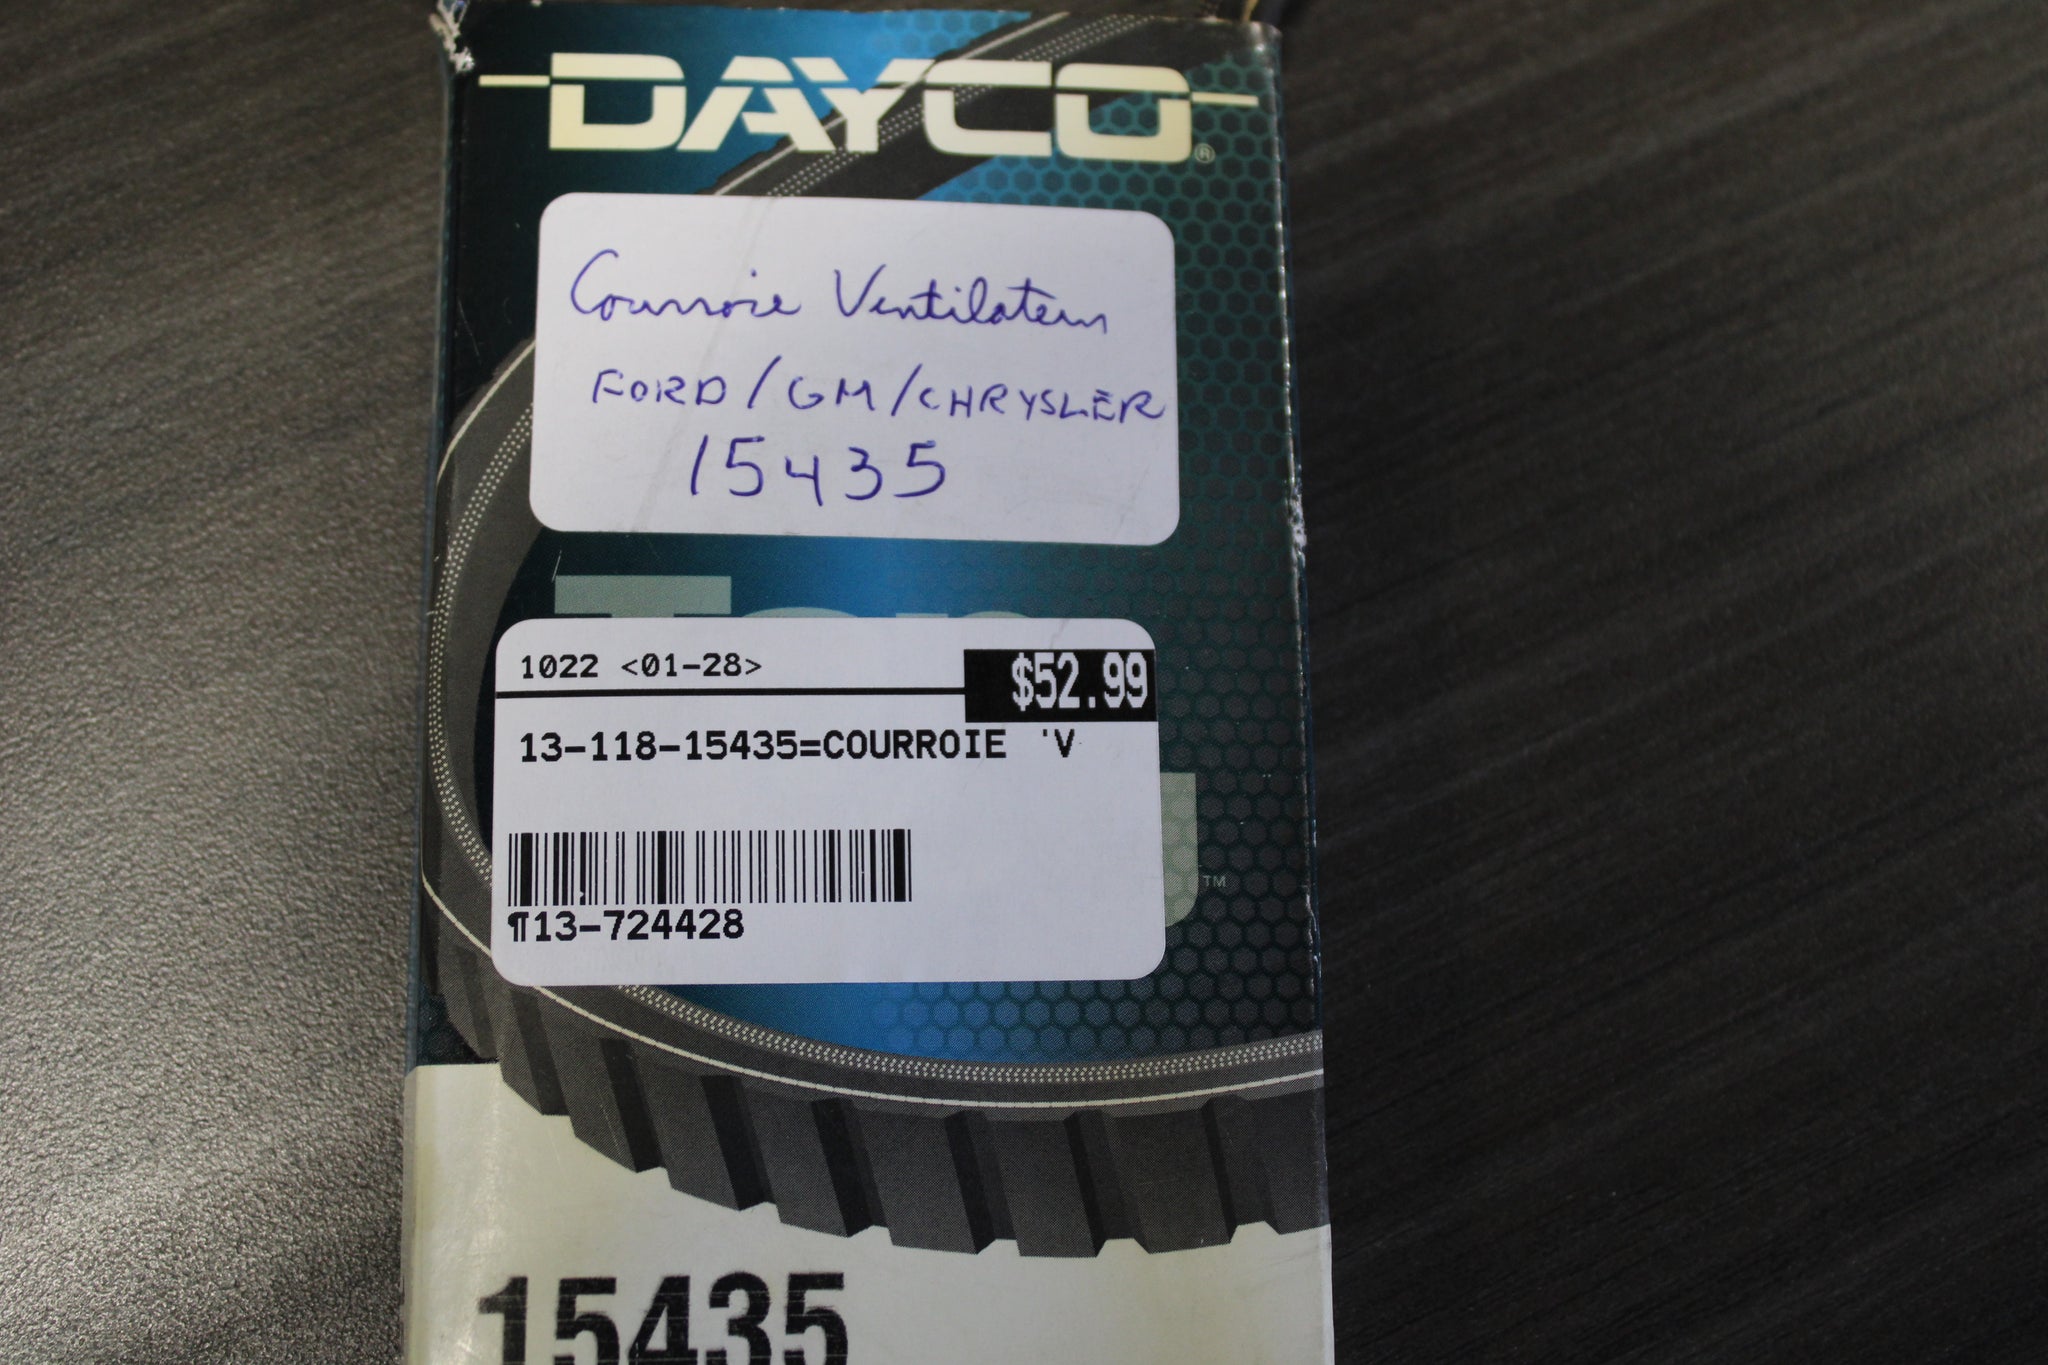 DAYCO®
Courroie Ventilateur
FORD/GM/CHRYSLER
15435
1022 <01-28>
$52.99
13-118-15435=COURROIE 'V
¶13-724428
TM
15435